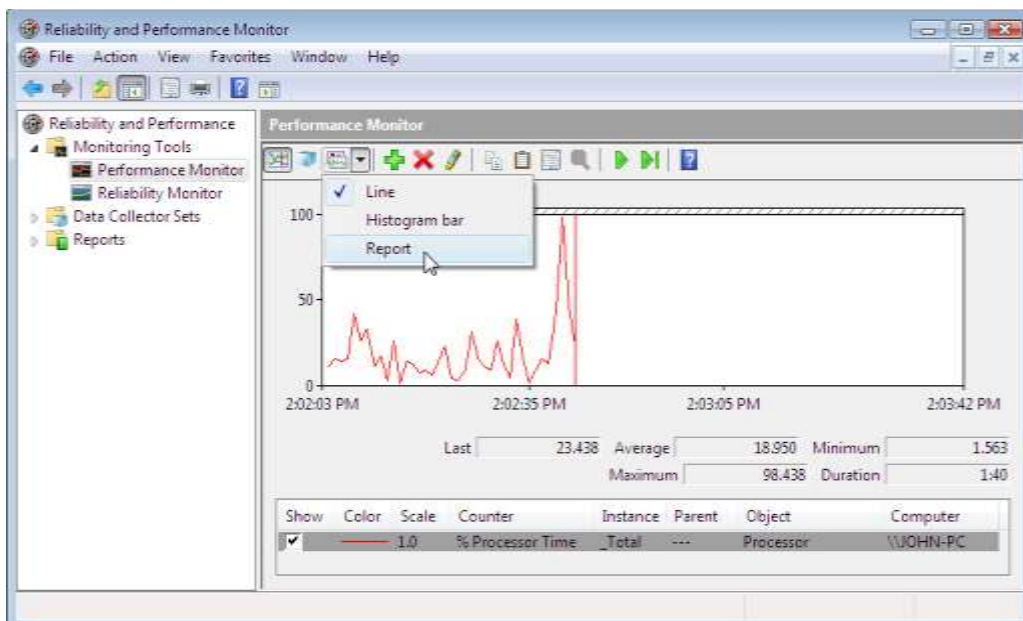 Reliability and Performance Monitor
File Action View Favorites Window Help
Reliability and Performance
Monitoring Tools
Performance Monitor
Reliability Monitor
Data Collector Sets
Reports
Performance Monitor
Line
Histogram bar
Report
100
50
0
2:02:03 PM 2:02:35 PM 2:03:05 PM 2:03:42 PM
Last 23.438 Average 18.950 Minimum 1.563
Maximum 98.438 Duration 1:40
Show Color Scale Counter Instance Parent Object Computer
1.0 % Processor Time _Total --- Processor \\JOHN-PC